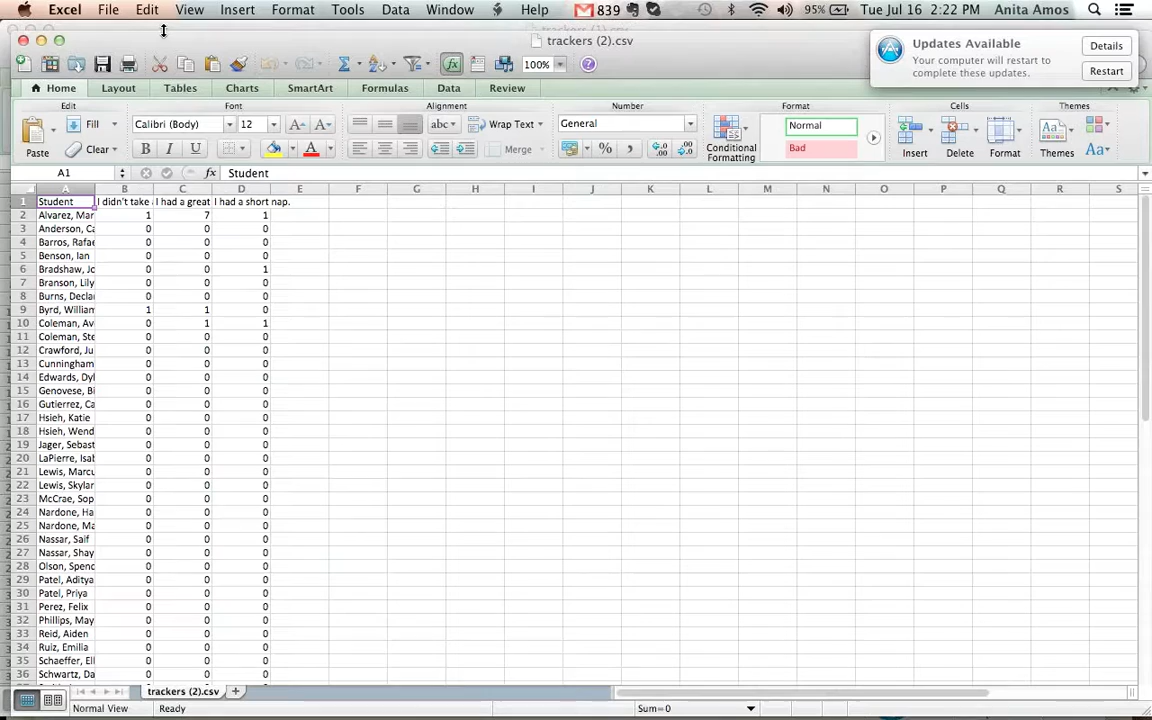 Excel File Edit View Insert Format Tools Data Window Help 839 95% Tue Jul 16 2:22 PM Anita Amos
trackers (2).csv
Updates Available
Your computer will restart to
complete these updates.
Details
Restart
100%
Home Layout Tables Charts SmartArt Formulas Data Review
Edit Font Alignment Number Format Cells Themes
Paste Fill Clear Calibri (Body) 12 abc Wrap Text Merge General Conditional Formatting Normal Bad Insert Delete Format Themes Aa
B I U A %
A1 fx Student
A B C D E F G H I J K L M N O P Q R S
1 Student I didn't take I had a great I had a short nap.
2 Alvarez, Mar 1 7 1
3 Anderson, Ca 0 0 0
4 Barros, Rafae 0 0 0
5 Benson, Ian 0 0 0
6 Bradshaw, Jo 0 0 1
7 Branson, Lily 0 0 0
8 Burns, Decla 0 0 0
9 Byrd, William 1 1 0
10 Coleman, Av 0 1 1
11 Coleman, Ste 0 0 0
12 Crawford, Ju 0 0 0
13 Cunningham 0 0 0
14 Edwards, Dyl 0 0 0
15 Genovese, Bi 0 0 0
16 Gutierrez, Ca 0 0 0
17 Hsieh, Katie 0 0 0
18 Hsieh, Wend 0 0 0
19 Jager, Sebast 0 0 0
20 LaPierre, Isab 0 0 0
21 Lewis, Marcu 0 0 0
22 Lewis, Skylar 0 0 0
23 McCrae, Sop 0 0 0
24 Nardone, Ha 0 0 0
25 Nardone, Ma 0 0 0
26 Nassar, Saif 0 0 0
27 Nassar, Shay 0 0 0
28 Olson, Spenc 0 0 0
29 Patel, Aditya 0 0 0
30 Patel, Priya 0 0 0
31 Perez, Felix 0 0 0
32 Phillips, May 0 0 0
33 Reid, Aiden 0 0 0
34 Ruiz, Emilia 0 0 0
35 Schaeffer, Ell 0 0 0
36 Schwartz, Da 0 0 0
trackers (2).csv
Normal View Ready Sum=0